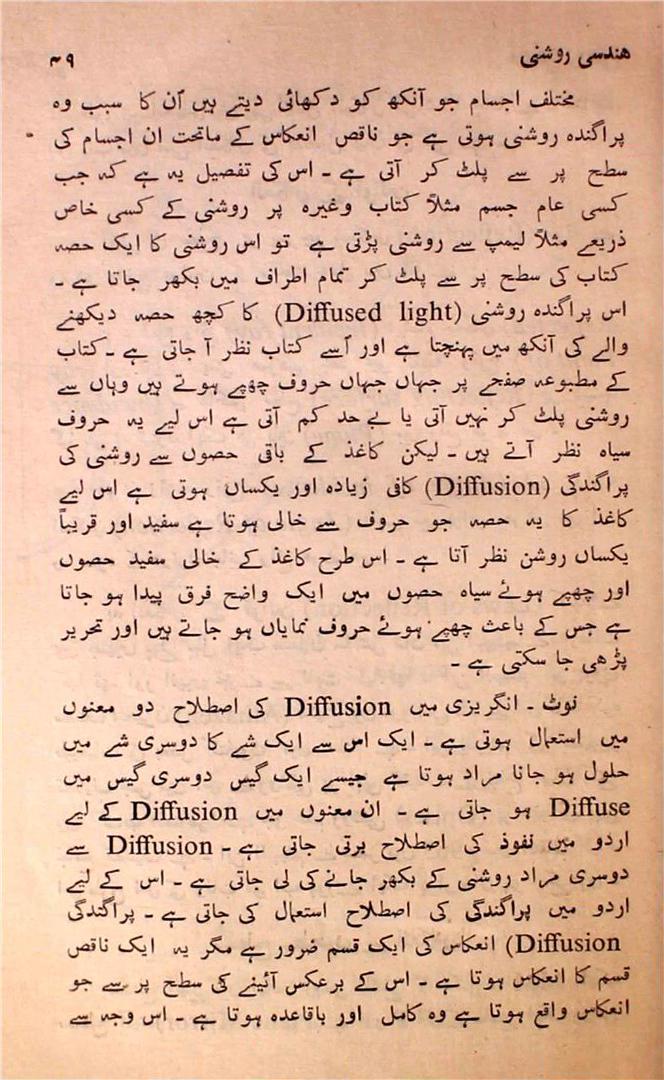 ہندسی روشنی ۴۹
مختلف اجسام جو آنکھ کو دکھائی دیتے ہیں اُن کا سبب وہ
پراگندہ روشنی ہوتی ہے جو ناقص انعکاس کے ماتحت ان اجسام کی
سطح پر سے پلٹ کر آتی ہے ۔ اس کی تفصیل یہ ہے کہ جب
کسی عام جسم مثلاً کتاب وغیرہ پر روشنی کے کسی خاص
ذریعے مثلاً لیمپ سے روشنی پڑتی ہے تو اس روشنی کا ایک حصہ
کتاب کی سطح پر سے پلٹ کر تمام اطراف میں بکھر جاتا ہے ۔
اس پراگندہ روشنی (Diffused light) کا کچھ حصہ دیکھنے
والے کی آنکھ میں پہنچتا ہے اور اُسے کتاب نظر آ جاتی ہے ۔ کتاب
کے مطبوعہ صفحے پر جہاں جہاں حروف چھپے ہوتے ہیں وہاں سے
روشنی پلٹ کر نہیں آتی یا بے حد کم آتی ہے اس لیے یہ حروف
سیاہ نظر آتے ہیں ۔ لیکن کاغذ کے باقی حصوں سے روشنی کی
پراگندگی (Diffusion) کافی زیادہ اور یکساں ہوتی ہے اس لیے
کاغذ کا یہ حصہ جو حروف سے خالی ہوتا ہے سفید اور قریباً
یکساں روشن نظر آتا ہے ۔ اس طرح کاغذ کے خالی سفید حصوں
اور چھپے ہوئے سیاہ حصوں میں ایک واضح فرق پیدا ہو جاتا
ہے جس کے باعث چھپے ہوئے حروف نمایاں ہو جاتے ہیں اور تحریر
پڑھی جا سکتی ہے ۔
نوٹ ۔ انگریزی میں Diffusion کی اصطلاح دو معنوں
میں استعمال ہوتی ہے ۔ ایک اس سے ایک شے کا دوسری شے میں
حلول ہو جانا مراد ہوتا ہے جیسے ایک گیس دوسری گیس میں
Diffuse ہو جاتی ہے ۔ ان معنوں میں Diffusion کے لیے
اردو میں نفوذ کی اصطلاح برتی جاتی ہے ۔ Diffusion سے
دوسری مراد روشنی کے بکھر جانے کی لی جاتی ہے ۔ اس کے لیے
اردو میں پراگندگی کی اصطلاح استعمال کی جاتی ہے ۔ پراگندگی
(Diffusion) انعکاس کی ایک قسم ضرور ہے مگر یہ ایک ناقص
قسم کا انعکاس ہوتا ہے ۔ اس کے برعکس آئینے کی سطح پر سے جو
انعکاس واقع ہوتا ہے وہ کامل اور باقاعدہ ہوتا ہے ۔ اس وجہ سے